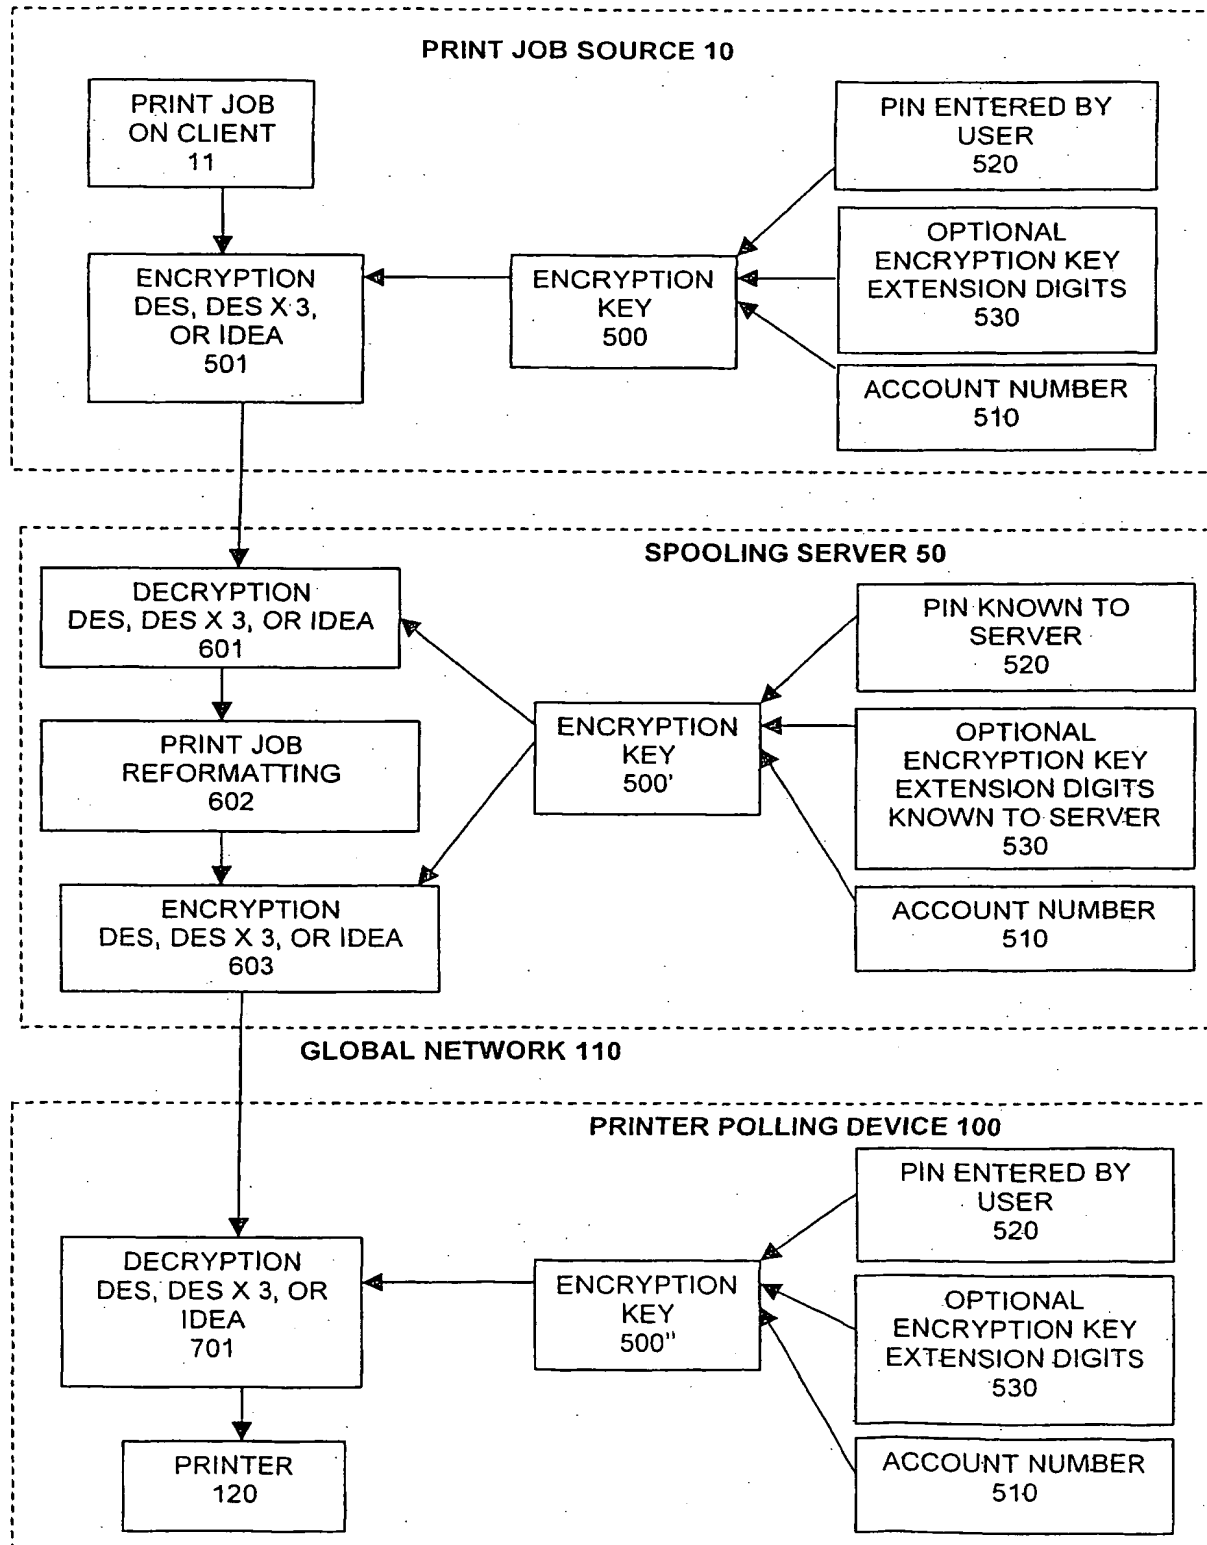 PRINT JOB SOURCE 10
PRINT JOB
ON CLIENT
11
PIN ENTERED BY
USER
520
ENCRYPTION
DES, DES X 3,
OR IDEA
501
ENCRYPTION
KEY
500
OPTIONAL
ENCRYPTION KEY
EXTENSION DIGITS
530
ACCOUNT NUMBER
510
SPOOLING SERVER 50
DECRYPTION
DES, DES X 3, OR IDEA
601
PIN KNOWN TO
SERVER
520
PRINT JOB
REFORMATTING
602
ENCRYPTION
KEY
500'
OPTIONAL
ENCRYPTION KEY
EXTENSION DIGITS
KNOWN TO SERVER
530
ENCRYPTION
DES, DES X 3, OR IDEA
603
ACCOUNT NUMBER
510
GLOBAL NETWORK 110
PRINTER POLLING DEVICE 100
PIN ENTERED BY
USER
520
DECRYPTION
DES, DES X 3, OR
IDEA
701
ENCRYPTION
KEY
500"
OPTIONAL
ENCRYPTION KEY
EXTENSION DIGITS
530
PRINTER
120
ACCOUNT NUMBER
510